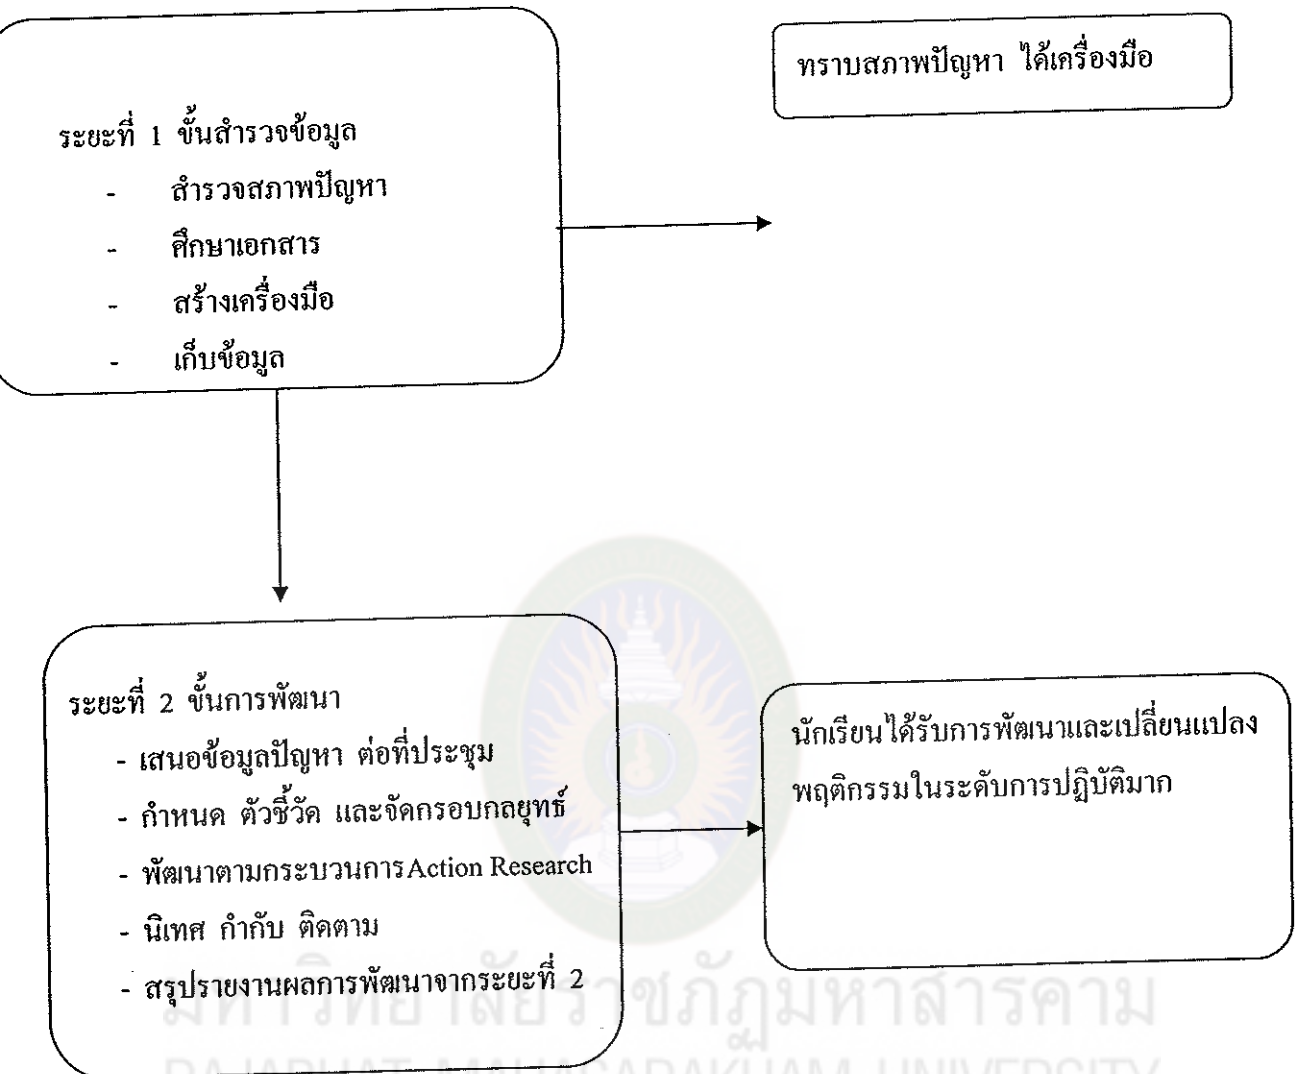 ทราบสภาพปัญหา ได้เครื่องมือ
ระยะที่ 1 ขั้นสำรวจข้อมูล
- สำรวจสภาพปัญหา
- ศึกษาเอกสาร
- สร้างเครื่องมือ
- เก็บข้อมูล
ระยะที่ 2 ขั้นการพัฒนา
- เสนอข้อมูลปัญหา ต่อที่ประชุม
- กำหนด ตัวชี้วัด และจัดกรอบกลยุทธ์
- พัฒนาตามกระบวนการAction Research
- นิเทศ กำกับ ติดตาม
- สรุปรายงานผลการพัฒนาจากระยะที่ 2
นักเรียนได้รับการพัฒนาและเปลี่ยนแปลง
พฤติกรรมในระดับการปฏิบัติมาก
มหาวิทยาลัยราชภัฏมหาสารคาม
RAJABHAT MAHASARAKHAM UNIVERSITY